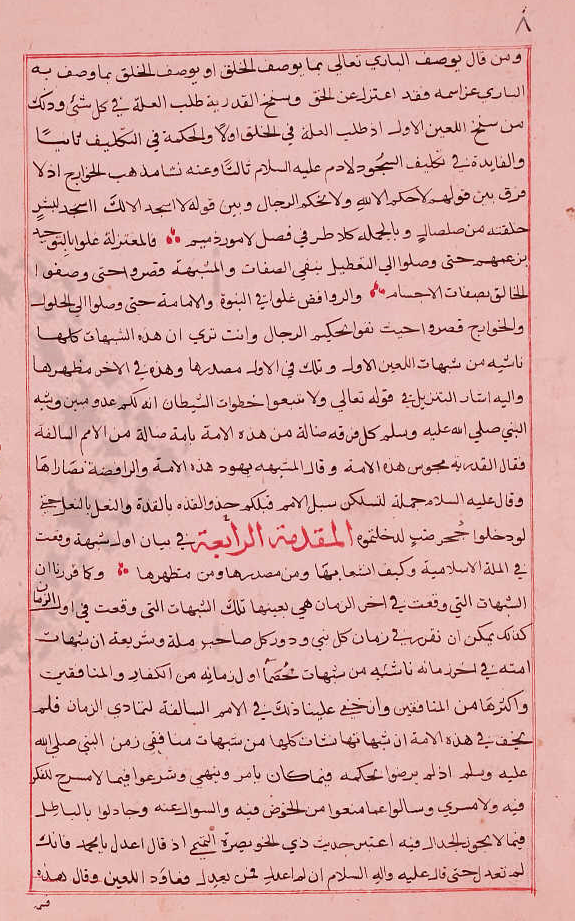 ٨
ومن قال يوصف الباري تعالى بما يوصف الخلق او يوصف الخلق بما وصف به
الباري عز اسمه فقد اعتزل عن الحق وسنخ القدرية طلب العلة في كل شئ وذلك
من سنخ اللعين الاول اذ طلب العلة في الخلق اولا والحكمة في التكليف ثانيا
والفايدة في تكليف السجود لادم عليه السلام ثالثا وعنه نشا مذهب الخوارج اذ لا
فرق بين قولهم لا حكم الا لله ولا يحكم الرجال وبين قوله لا اسجد الا لك ااسجد لبشر
خلقته من صلصال وبالجملة كلا طرفي فصل لامور ذميم فالمعتزلة غلوا بالتوحيد
بزعمهم حتى وصلوا الى التعطيل بنفي الصفات والمشبهة قصروا حتى وصفوا
الخالق بصفات الاجسام والروافض غلوا في النبوة والامامة حتى وصلوا الى الحلول
والخوارج قصروا حيث نفوا تحكيم الرجال وانت ترى ان هذه الشبهات كلها
ناشيه من شبهات اللعين الاول وتلك في الاول مصدرها وهذه في الاخر مظهرها
واليه اشار التنزيل في قوله تعالى ولا تتبعوا خطوات الشيطان انه لكم عدو مبين وشبه
النبي صلى الله عليه وسلم كل فرقه ضالة من هذه الامة بامة ضالة من الامم السالفة
فقال القدريه مجوس هذه الامة وقال المشبهه يهود هذه الامة والرافضة نصاراها
وقال عليه السلام جملة لتسلكن سبل الامم قبلكم حذو القذه بالقذة والنعل بالنعل حتى
لو دخلوا جحر ضب لدخلتموه المقدمة الرابعة في بيان اول شبهة وقعت
في الملة الاسلامية وكيف انشعابها ومن مصدرها ومن مظهرها وكما قررنا ان
الشبهات التي وقعت في اخر الزمان هي بعينها تلك الشبهات التي وقعت في اول الزمان
كذلك يمكن ان نقرر في زمان كل نبي ودور كل صاحب ملة وشريعة ان شبهات
امته في اخر زمانه ناشئه من شبهات خصماء اول زمانه من الكفار والمنافقين
واكثرها من المنافقين وان خفي علينا ذلك في الامم السالفة لتمادي الزمان فلم
يخف في هذه الامة ان شبهاتها نشات كلها من شبهات منافقي زمن النبي صلى الله
عليه وسلم اذ لم يرضوا بحكمه فيما كان يامر وينهي وشرعوا فيما لا مسرح للفكر
فيه ولا مسرى وسالوا عما منعوا من الخوض فيه والسوال عنه وجادلوا بالباطل
فيما لا يجوز الجدال فيه اعتبر حديث ذي الخويصرة التميمي اذ قال اعدل يا محمد فانك
لم تعدل حتى قال عليه واله السلام ان لم اعدل فمن يعدل فعاود اللعين وقال هذه